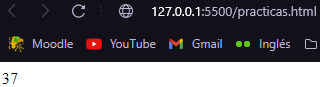 127.0.0.1:5500/practicas.html
Moodle YouTube Gmail Inglés
37